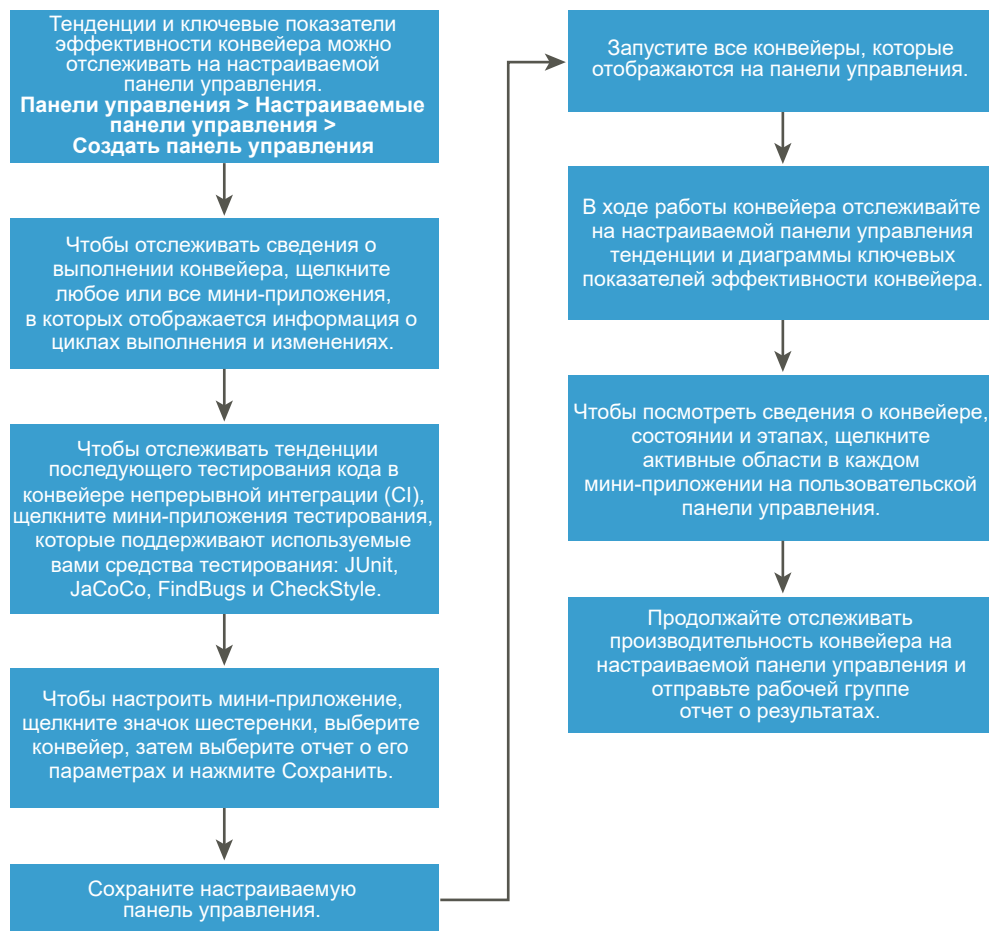 Тенденции и ключевые показатели
эффективности конвейера можно
отслеживать на настраиваемой
панели управления.
Панели управления > Настраиваемые
панели управления >
Создать панель управления
Чтобы отслеживать сведения о
выполнении конвейера, щелкните
любое или все мини-приложения,
в которых отображается информация о
циклах выполнения и изменениях.
Чтобы отслеживать тенденции
последующего тестирования кода в
конвейере непрерывной интеграции (CI),
щелкните мини-приложения тестирования,
которые поддерживают используемые
вами средства тестирования: JUnit,
JaCoCo, FindBugs и CheckStyle.
Чтобы настроить мини-приложение,
щелкните значок шестеренки, выберите
конвейер, затем выберите отчет о его
параметрах и нажмите Сохранить.
Сохраните настраиваемую
панель управления.
Запустите все конвейеры, которые
отображаются на панели управления.
В ходе работы конвейера отслеживайте
на настраиваемой панели управления
тенденции и диаграммы ключевых
показателей эффективности конвейера.
Чтобы посмотреть сведения о конвейере,
состоянии и этапах, щелкните
активные области в каждом
мини-приложении на пользовательской
панели управления.
Продолжайте отслеживать
производительность конвейера на
настраиваемой панели управления и
отправьте рабочей группе
отчет о результатах.